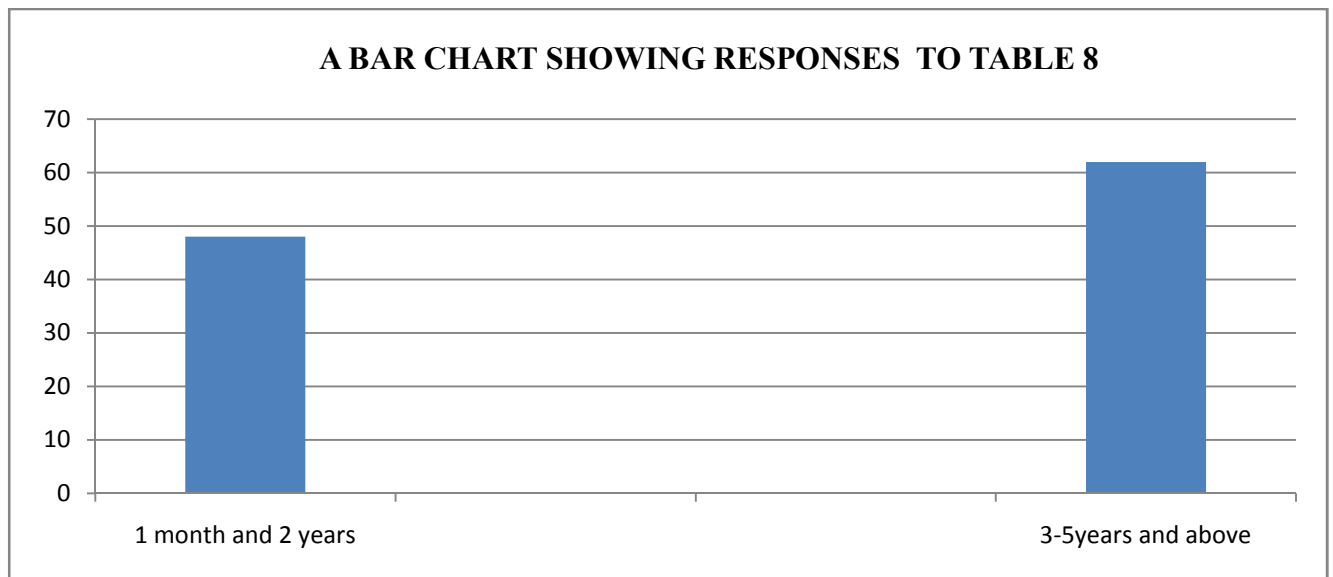 A BAR CHART SHOWING RESPONSES TO TABLE 8
70
60
50
40
30
20
10
0
1 month and 2 years
3-5years and above